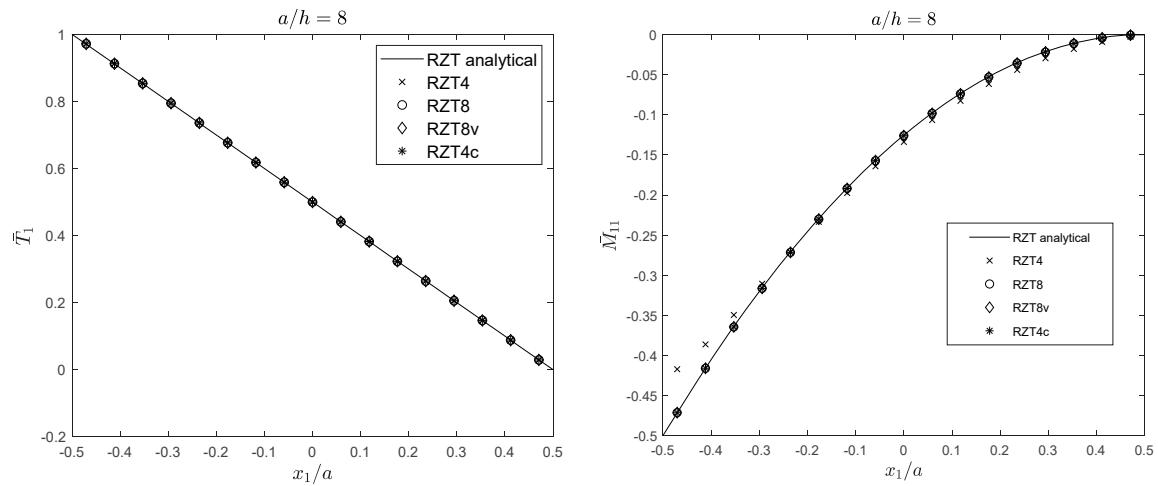 a/h = 8
1
0.8
0.6
0.4
0.2
0
-0.2
T̄₁
-0.5 -0.4 -0.3 -0.2 -0.1 0 0.1 0.2 0.3 0.4 0.5
x₁/a
RZT analytical
RZT4
RZT8
RZT8v
RZT4c
a/h = 8
0
-0.05
-0.1
-0.15
-0.2
-0.25
-0.3
-0.35
-0.4
-0.45
-0.5
M̄₁₁
-0.5 -0.4 -0.3 -0.2 -0.1 0 0.1 0.2 0.3 0.4 0.5
x₁/a
RZT analytical
RZT4
RZT8
RZT8v
RZT4c